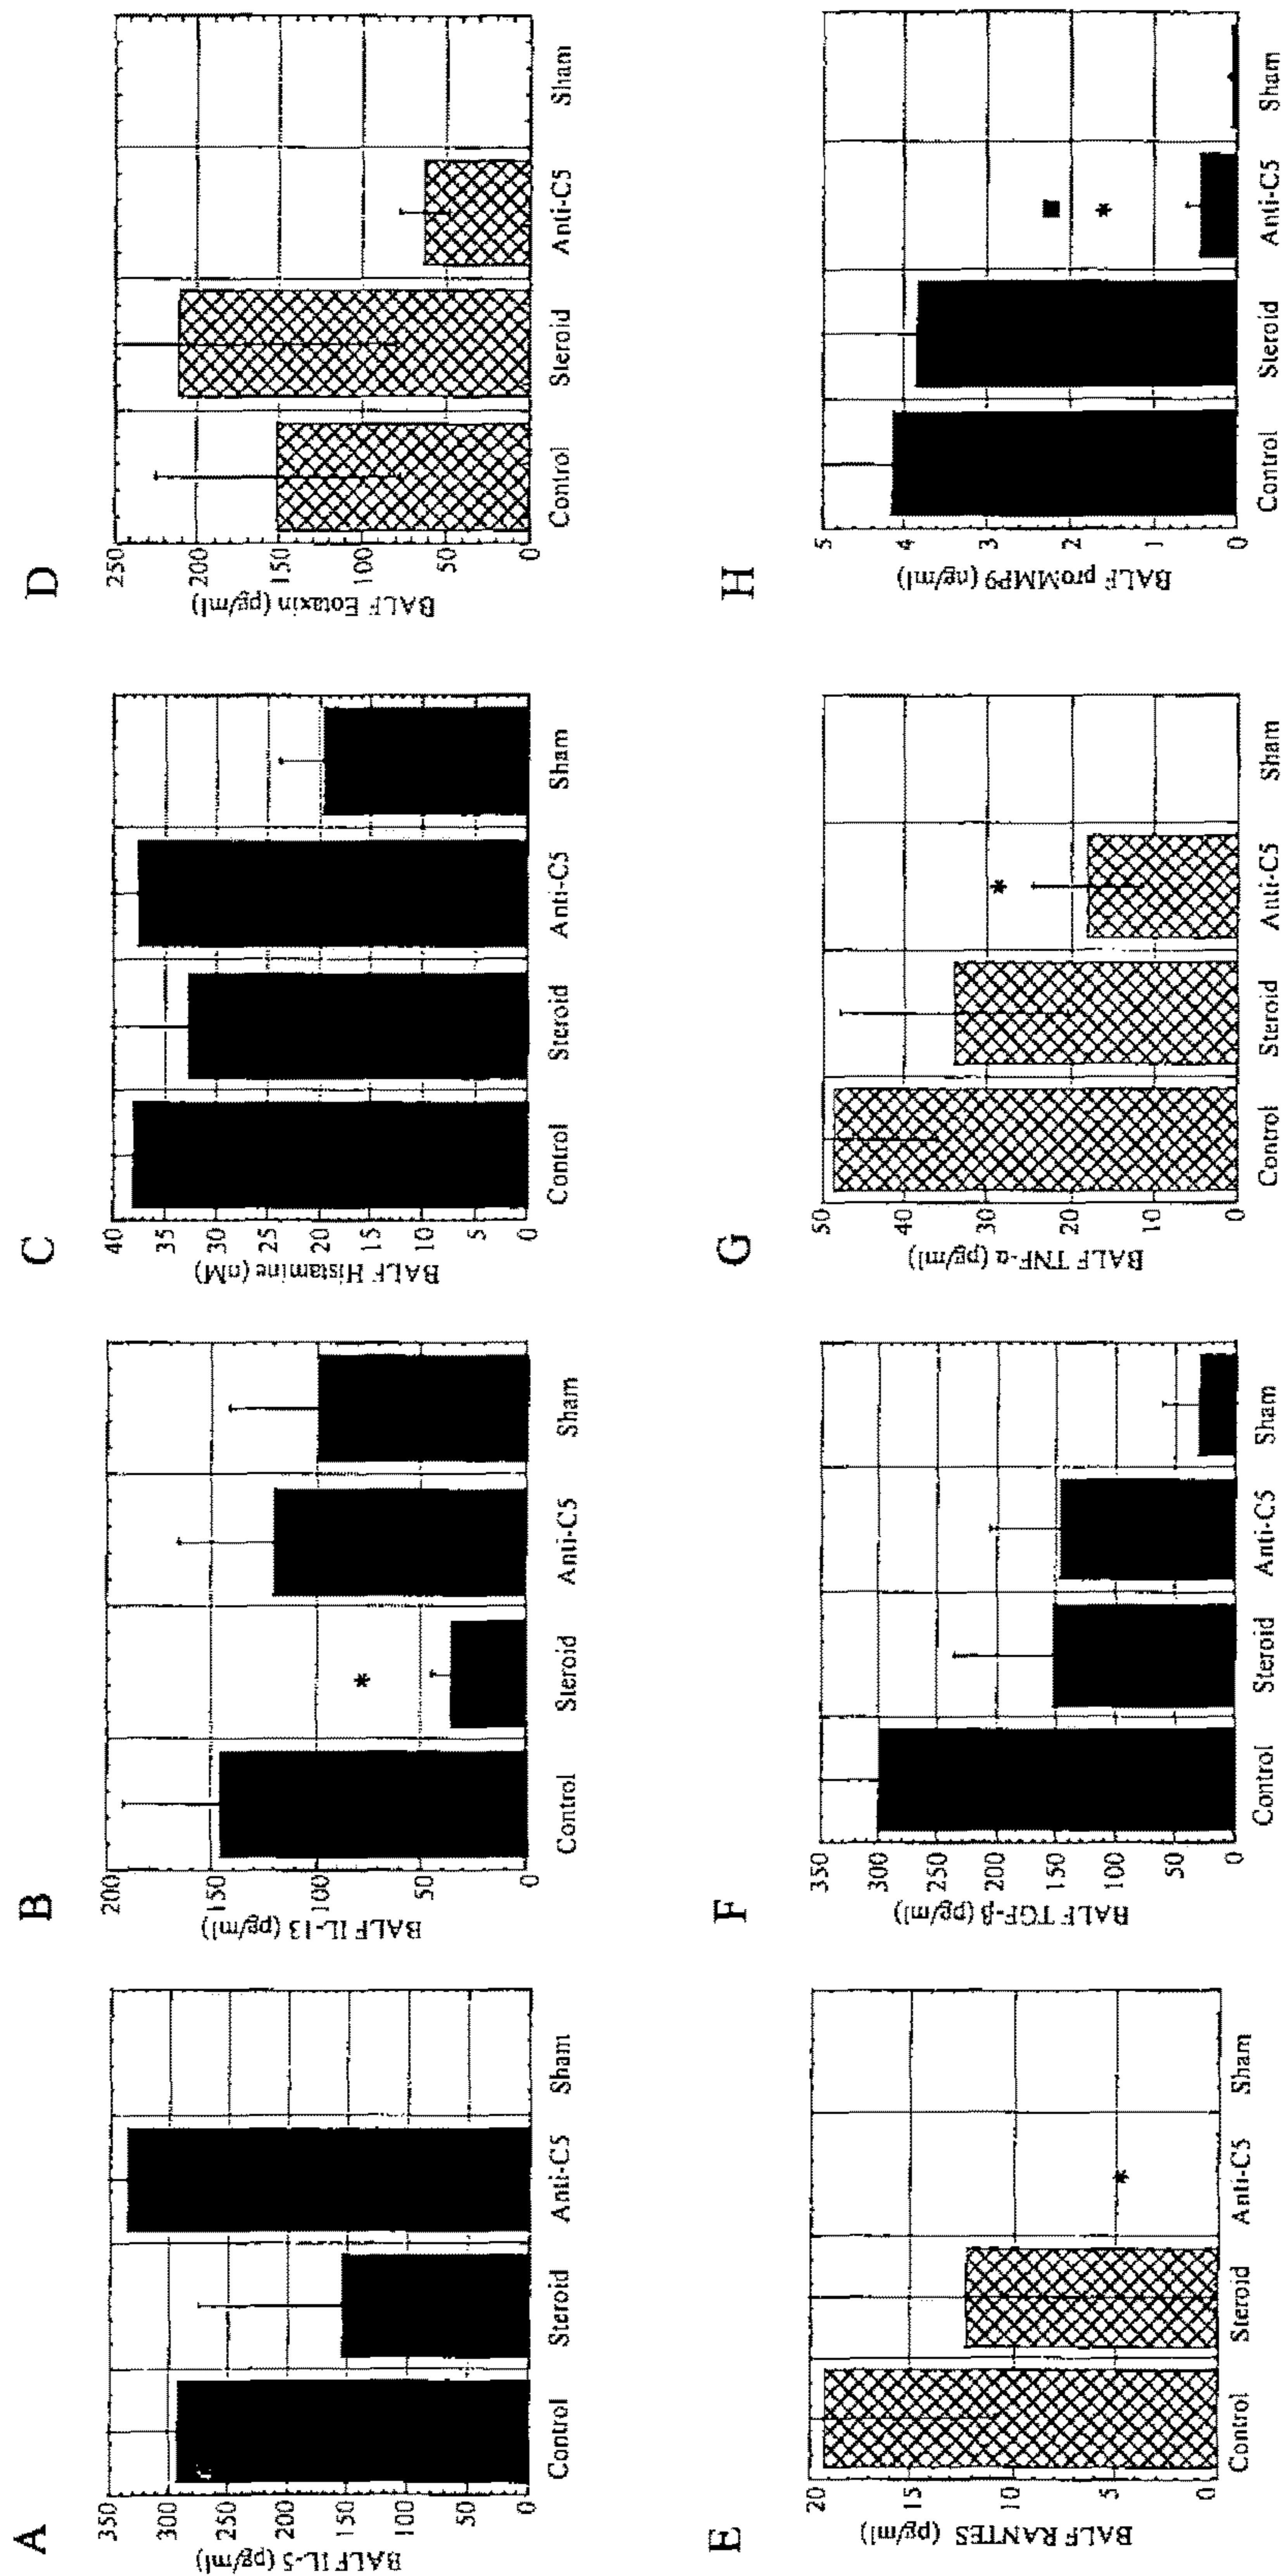 A
BALF IL-5 (pg/ml)
350
300
250
200
150
100
50
0
Control Steroid Anti-C5 Sham
B
BALF IL-13 (pg/ml)
200
150
100
50
0
*
Control Steroid Anti-C5 Sham
C
BALF Histamine (nM)
40
35
30
25
20
15
10
5
0
Control Steroid Anti-C5 Sham
D
BALF Eotaxin (pg/ml)
250
200
150
100
50
0
Control Steroid Anti-C5 Sham
E
BALF RANTES (pg/ml)
20
15
10
5
0
*
Control Steroid Anti-C5 Sham
F
BALF TGF-β (pg/ml)
350
300
250
200
150
100
50
0
Control Steroid Anti-C5 Sham
G
BALF TNF-α (pg/ml)
50
40
30
20
10
0
*
Control Steroid Anti-C5 Sham
H
BALF proMMP9 (ng/ml)
5
4
3
2
1
0
■
*
Control Steroid Anti-C5 Sham